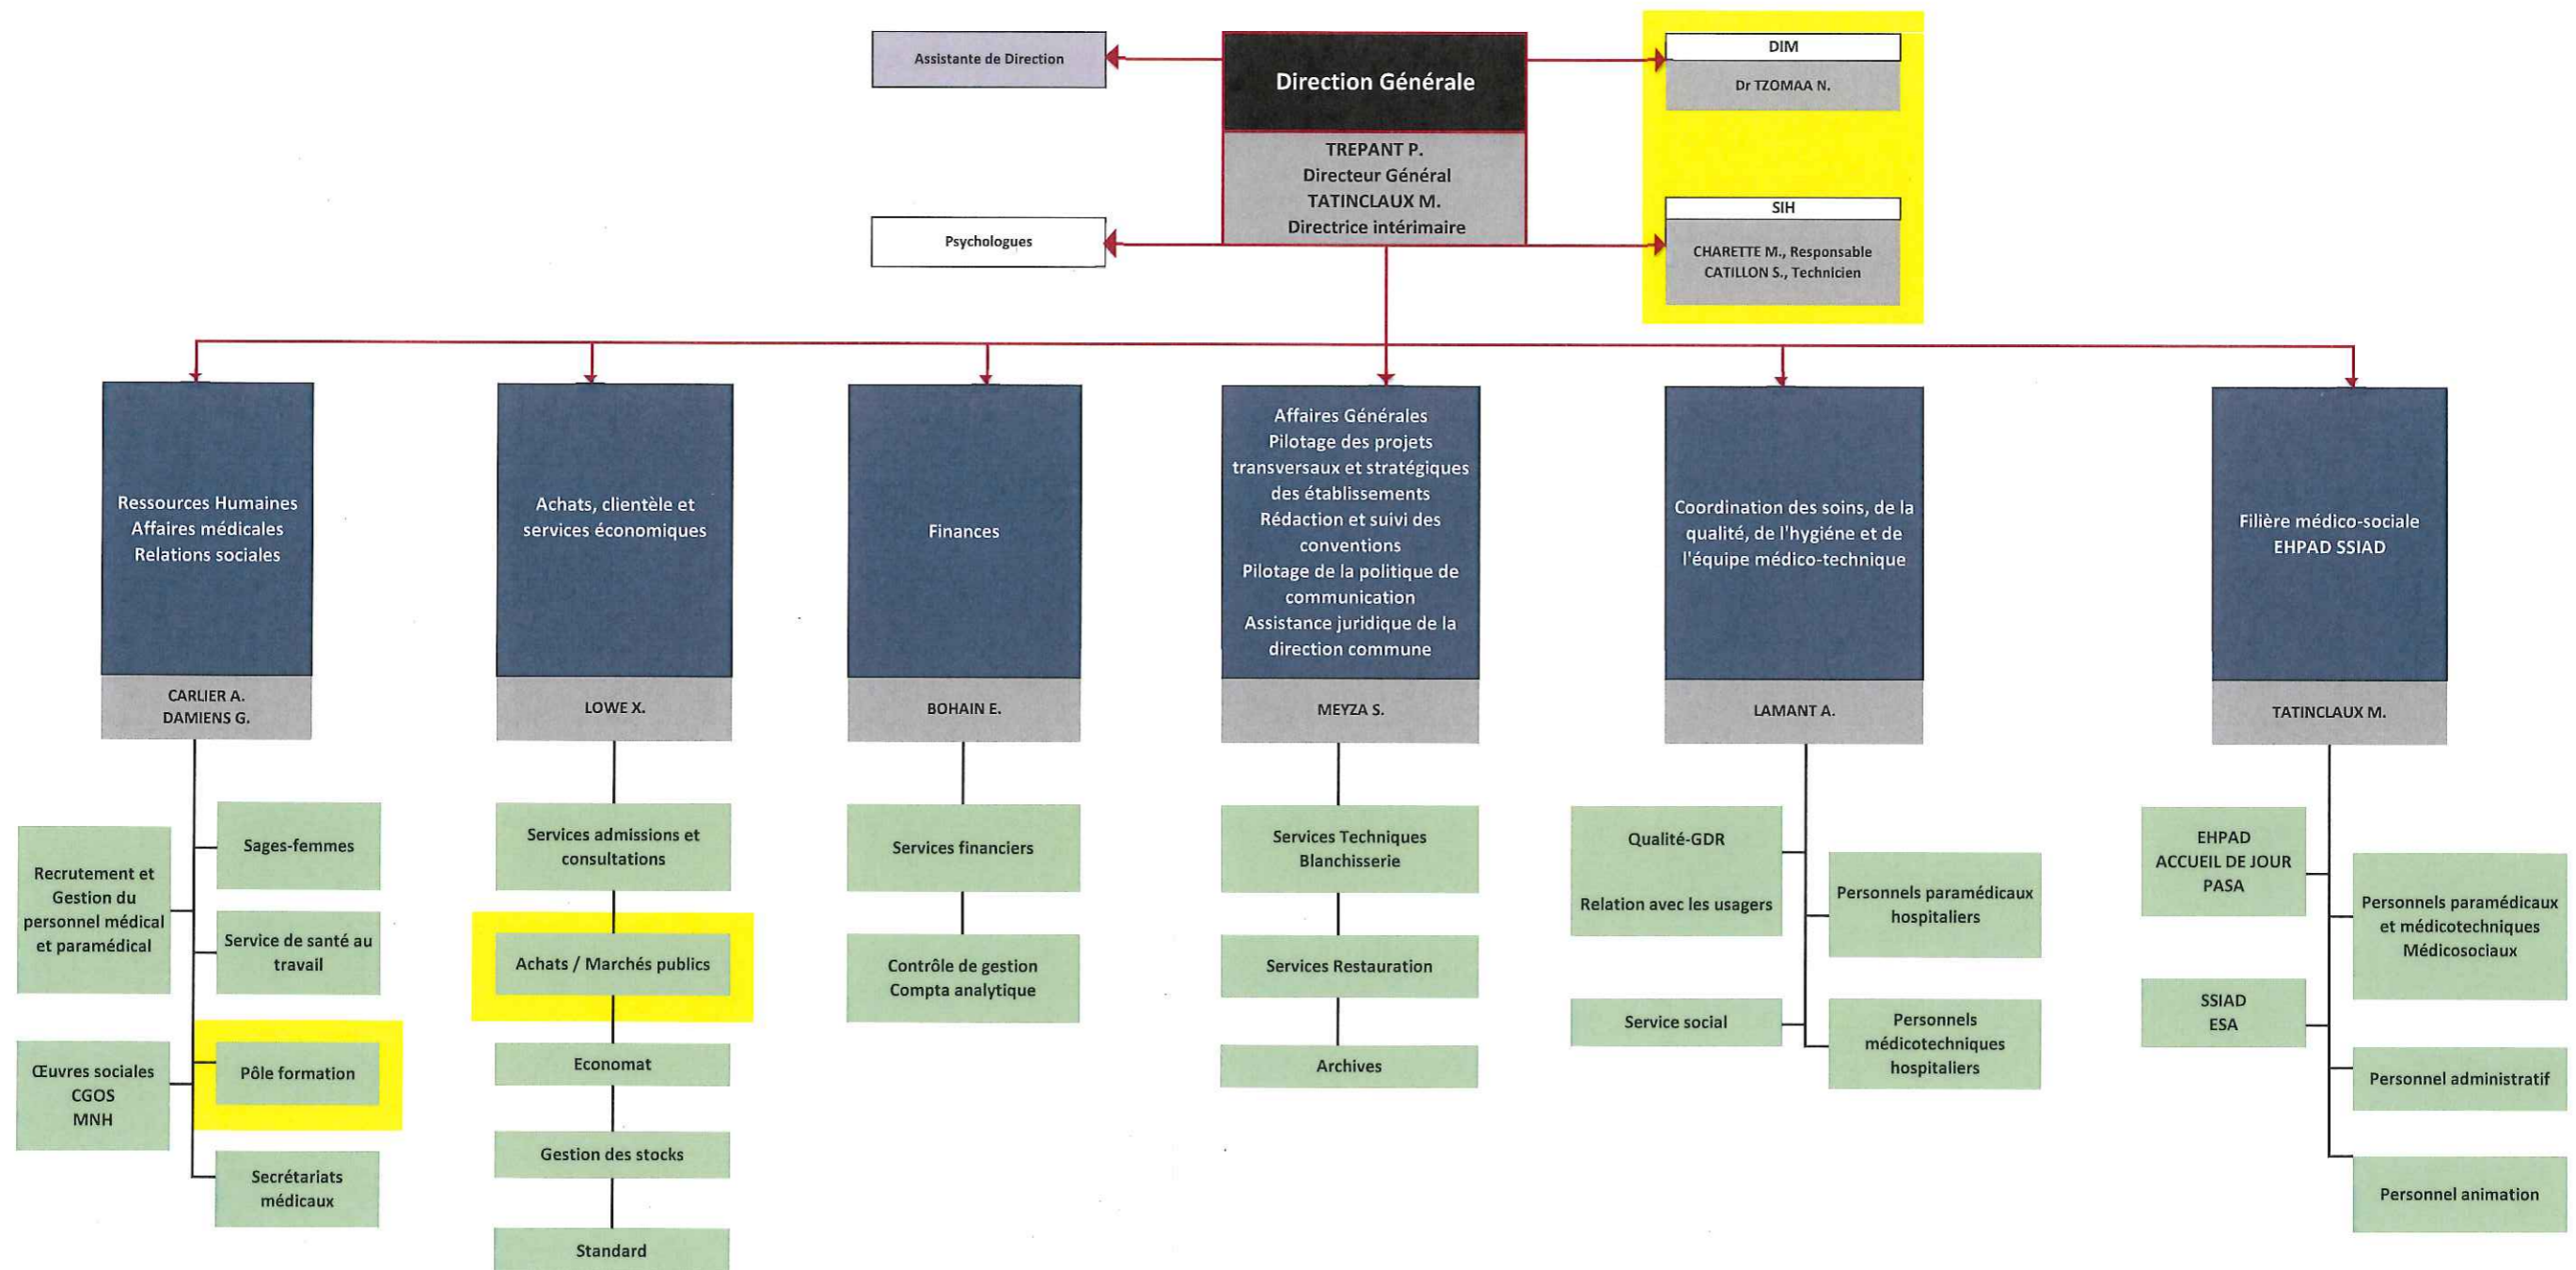 Assistante de Direction
Direction Générale
TREPANT P.
Directeur Général
TATINCLAUX M.
Directrice intérimaire
DIM
Dr TZOMAA N.
Psychologues
SIH
CHARETTE M., Responsable
CATILLON S., Technicien
Ressources Humaines
Affaires médicales
Relations sociales
CARLIER A.
DAMIENS G.
Recrutement et
Gestion du
personnel médical
et paramédical
Sages-femmes
Service de santé au
travail
Œuvres sociales
CGOS
MNH
Pôle formation
Secrétariats
médicaux
Achats, clientèle et
services économiques
LOWE X.
Services admissions et
consultations
Achats / Marchés publics
Economat
Gestion des stocks
Standard
Finances
BOHAIN E.
Services financiers
Contrôle de gestion
Compta analytique
Affaires Générales
Pilotage des projets
transversaux et stratégiques
des établissements
Rédaction et suivi des
conventions
Pilotage de la politique de
communication
Assistance juridique de la
direction commune
MEYZA S.
Services Techniques
Blanchisserie
Services Restauration
Archives
Coordination des soins, de la
qualité, de l'hygiéne et de
l'équipe médico-technique
LAMANT A.
Qualité-GDR
Relation avec les usagers
Personnels paramédicaux
hospitaliers
Service social
Personnels
médicotechniques
hospitaliers
Filière médico-sociale
EHPAD SSIAD
TATINCLAUX M.
EHPAD
ACCUEIL DE JOUR
PASA
Personnels paramédicaux
et médicotechniques
Médicosociaux
SSIAD
ESA
Personnel administratif
Personnel animation